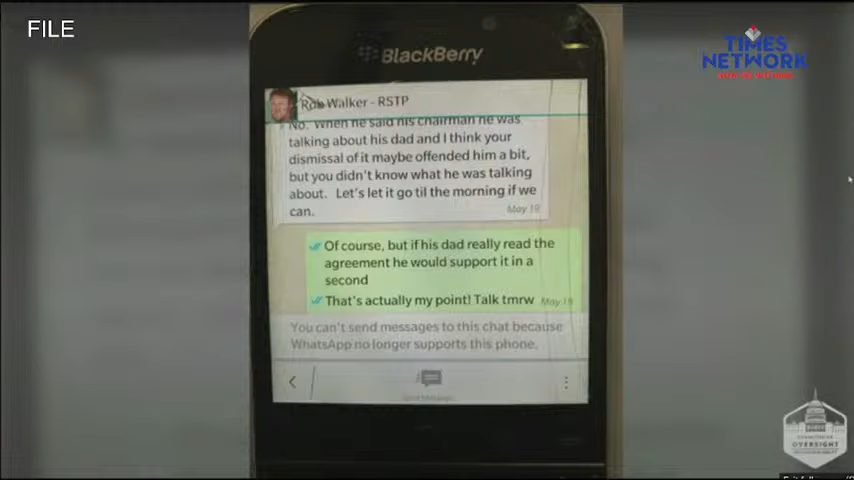 FILE
TIMES
NETWORK
BlackBerry
Rob Walker - RSTP
No. When he said his chairman he was
talking about his dad and I think your
dismissal of it maybe offended him a bit,
but you didn't know what he was talking
about. Let's let it go til the morning if we
can.
May 19
Of course, but if his dad really read the
agreement he would support it in a
second
That's actually my point! Talk tmrw May 19
You can't send messages to this chat because
WhatsApp no longer supports this phone.
OVERSIGHT